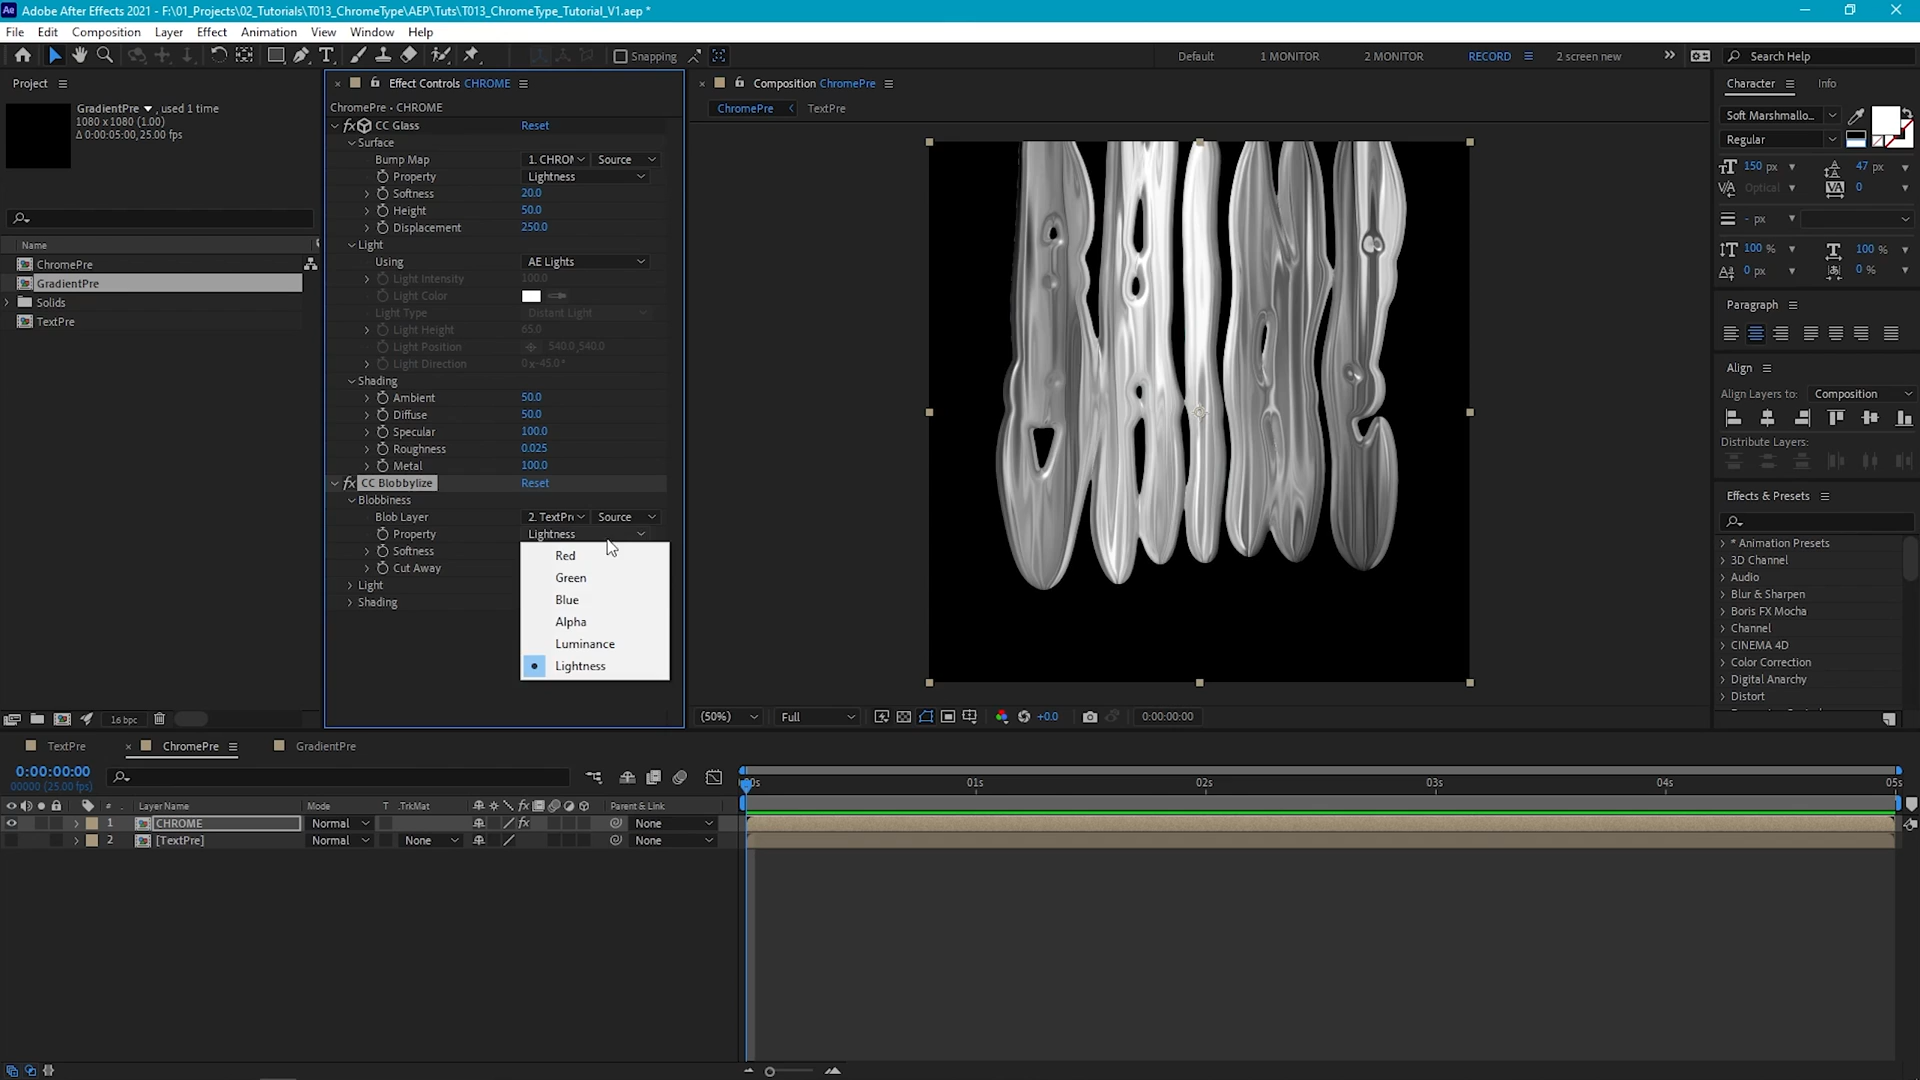 Adobe After Effects 2021 - F:\01_Projects\02_Tutorials\T013_ChromeType\AEP\Tuts\T013_ChromeType_Tutorial_V1.aep *
File Edit Composition Layer Effect Animation View Window Help
Snapping Default 1 MONITOR 2 MONITOR RECORD 2 screen new Search Help
Project
GradientPre , used 1 time
1080 x 1080 (1.00)
Δ 0:00:05:00, 25.00 fps
Name
ChromePre
GradientPre
Solids
TextPre
16 bpc
Effect Controls CHROME
ChromePre • CHROME
CC Glass Reset
Surface
Bump Map 1. CHRON Source
Property Lightness
Softness 20.0
Height 50.0
Displacement 250.0
Light
Using AE Lights
Light Intensity 100.0
Light Color
Light Type Distant Light
Light Height 65.0
Light Position 540.0,540.0
Light Direction 0x-45.0°
Shading
Ambient 50.0
Diffuse 50.0
Specular 100.0
Roughness 0.025
Metal 100.0
CC Blobbylize Reset
Blobbiness
Blob Layer 2. TextPr Source
Property Lightness
Softness
Cut Away
Light
Shading
Red
Green
Blue
Alpha
Luminance
Lightness
Composition ChromePre
ChromePre TextPre
(50%) Full +0.0 0:00:00:00
Character Info
Soft Marshmallo...
Regular
150 px 47 px
Optical 0
- px
100 % 100 %
0 px 0 %
Paragraph
Align
Align Layers to: Composition
Distribute Layers:
Effects & Presets
* Animation Presets
3D Channel
Audio
Blur & Sharpen
Boris FX Mocha
Channel
CINEMA 4D
Color Correction
Digital Anarchy
Distort
TextPre ChromePre GradientPre
0:00:00:00
00000 (25.00 fps)
# Layer Name Mode T .TrkMat Parent & Link
1 CHROME Normal None
2 [TextPre] Normal None None
00s 01s 02s 03s 04s 05s